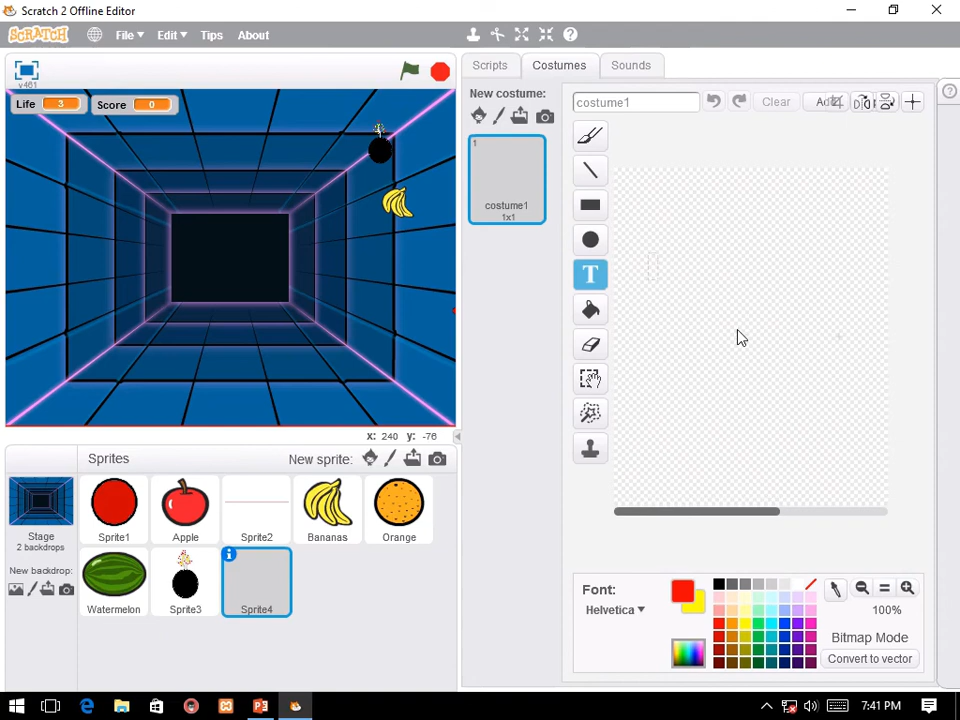 Scratch 2 Offline Editor
SCRATCH File Edit Tips About
v461
Scripts Costumes Sounds
Life 3 Score 0
New costume:
costume1
Clear
1
costume1
1x1
T
x: 240 y: -76
Sprites New sprite:
Stage
2 backdrops
New backdrop:
Sprite1 Apple Sprite2 Bananas Orange
Watermelon Sprite3 Sprite4
Font:
Helvetica
100%
Bitmap Mode
Convert to vector
7:41 PM